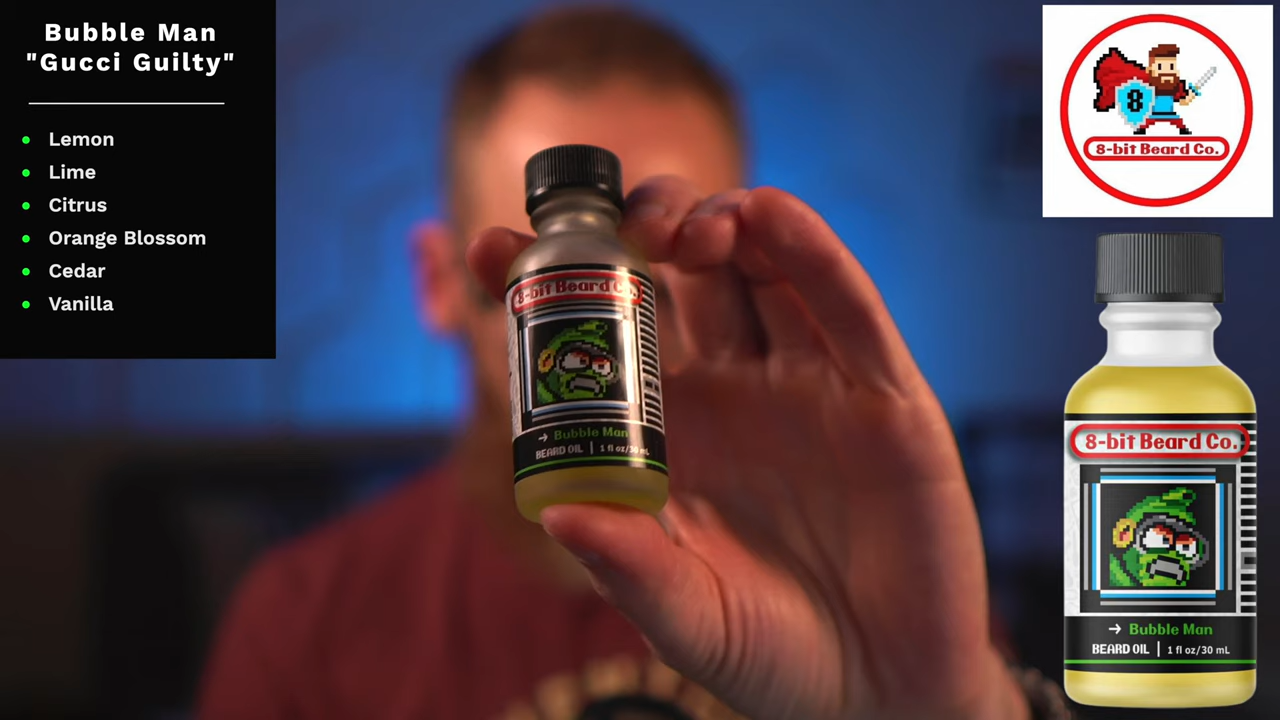 Bubble Man
"Gucci Guilty"
Lemon
Lime
Citrus
Orange Blossom
Cedar
Vanilla
8-bit Beard Co.
Bubble Man
BEARD OIL | 1 fl oz/30 mL
8
8-bit Beard Co.
8-bit Beard Co.
Bubble Man
BEARD OIL | 1 fl oz/30 mL